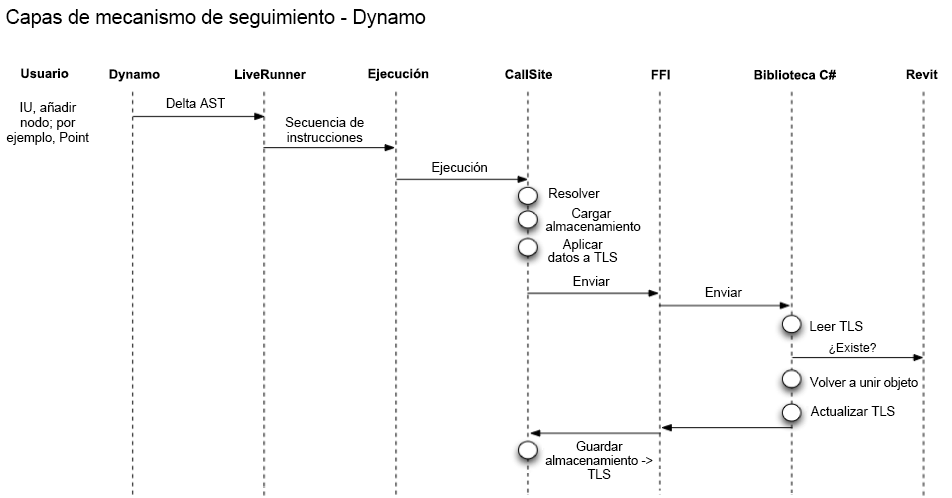 Capas de mecanismo de seguimiento - Dynamo
Usuario
Dynamo
LiveRunner
Ejecución
CallSite
FFI
Biblioteca C#
Revit
IU, añadir
nodo; por
ejemplo, Point
Delta AST
Secuencia de
instrucciones
Ejecución
Resolver
Cargar
almacenamiento
Aplicar
datos a TLS
Enviar
Enviar
Leer TLS
¿Existe?
Volver a unir objeto
Actualizar TLS
Guardar
almacenamiento ->
TLS